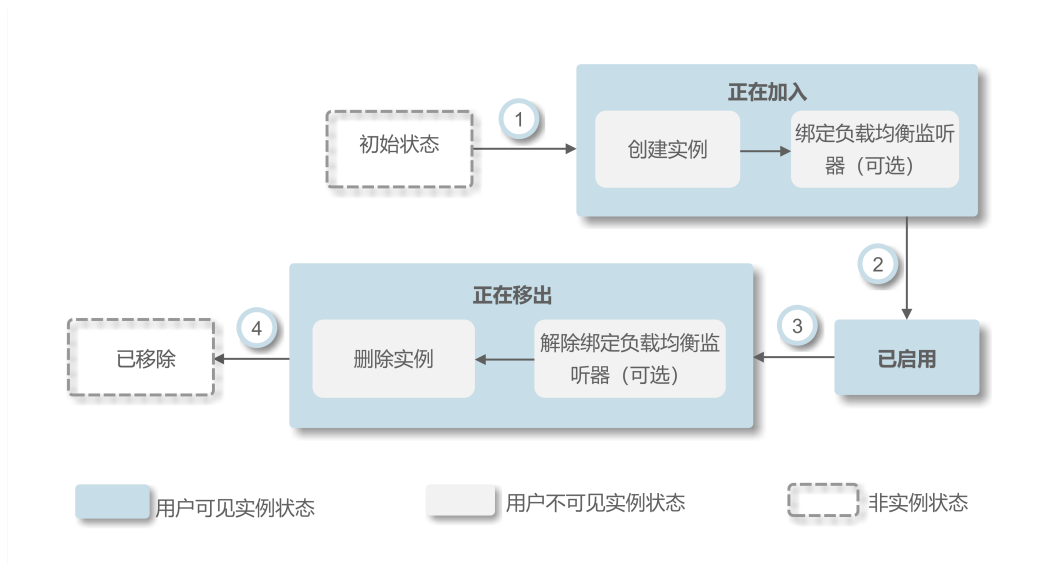 正在加入
1
初始状态
创建实例
绑定负载均衡监听
器（可选）
2
正在移出
4
3
已移除
删除实例
解除绑定负载均衡监
听器（可选）
已启用
用户可见实例状态
用户不可见实例状态
非实例状态